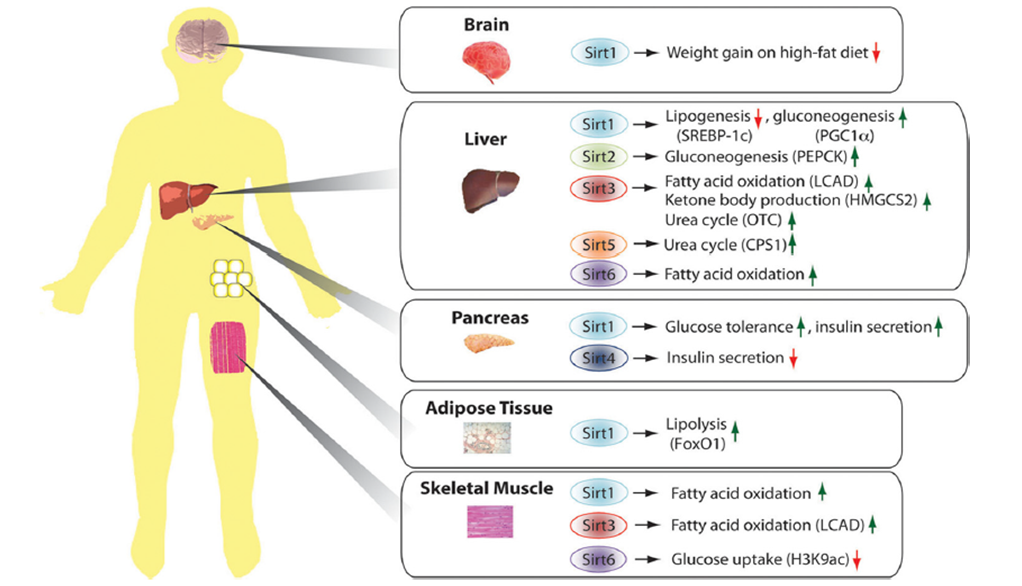 Brain
Sirt1 Weight gain on high-fat diet
Liver
Sirt1 Lipogenesis , gluconeogenesis
(SREBP-1c) (PGC1α)
Sirt2 Gluconeogenesis (PEPCK)
Sirt3 Fatty acid oxidation (LCAD)
Ketone body production (HMGCS2)
Urea cycle (OTC)
Sirt5 Urea cycle (CPS1)
Sirt6 Fatty acid oxidation
Pancreas
Sirt1 Glucose tolerance , insulin secretion
Sirt4 Insulin secretion
Adipose Tissue
Sirt1 Lipolysis
(FoxO1)
Skeletal Muscle
Sirt1 Fatty acid oxidation
Sirt3 Fatty acid oxidation (LCAD)
Sirt6 Glucose uptake (H3K9ac)